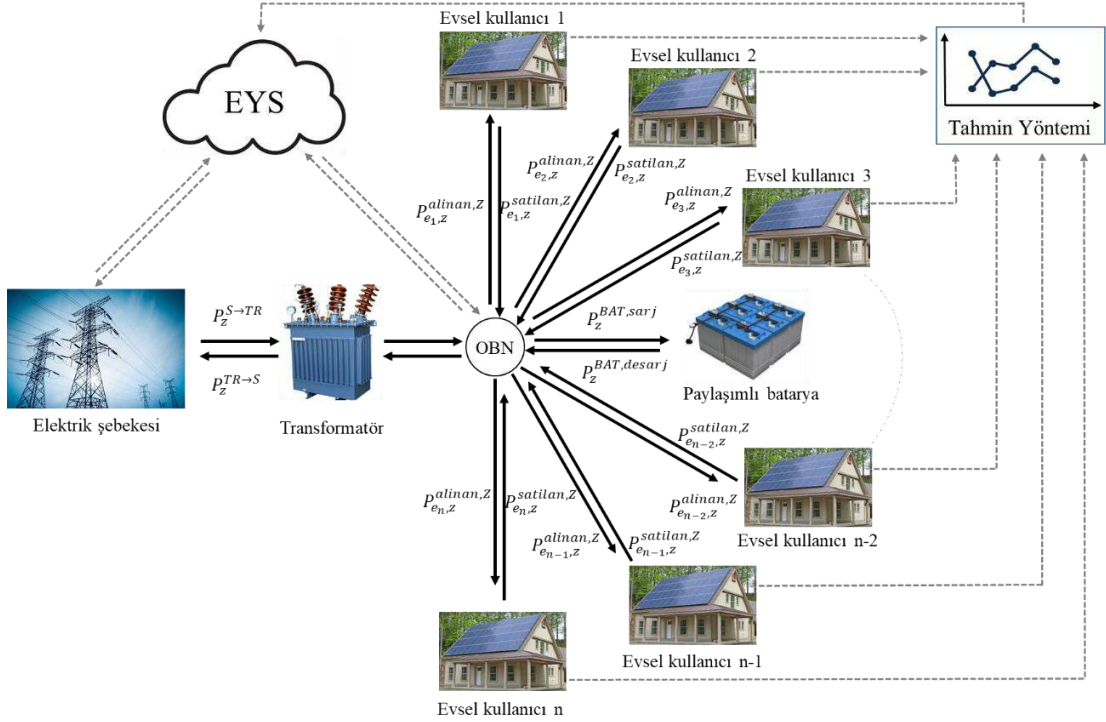 Evsel kullanıcı 1
EYS
Evsel kullanıcı 2
Tahmin Yöntemi
P_{e_1,z}^{alinan,Z}
P_{e_1,z}^{satilan,Z}
P_{e_2,z}^{alinan,Z}
P_{e_2,z}^{satilan,Z}
Evsel kullanıcı 3
P_{e_3,z}^{alinan,Z}
P_{e_3,z}^{satilan,Z}
P_z^{S→TR}
P_z^{TR→S}
OBN
P_z^{BAT,sarj}
P_z^{BAT,desarj}
Elektrik şebekesi
Transformatör
Paylaşımlı batarya
P_{e_{n-2},z}^{satilan,Z}
P_{e_{n-2},z}^{alinan,Z}
Evsel kullanıcı n-2
P_{e_n,z}^{alinan,Z}
P_{e_n,z}^{satilan,Z}
P_{e_{n-1},z}^{alinan,Z}
P_{e_{n-1},z}^{satilan,Z}
Evsel kullanıcı n-1
Evsel kullanıcı n